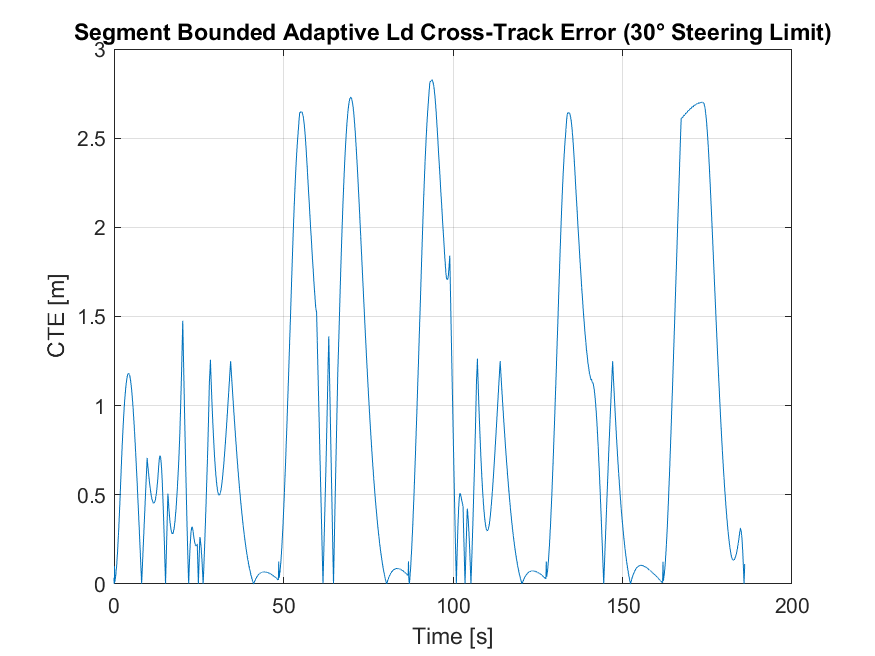 Segment Bounded Adaptive Ld Cross-Track Error (30° Steering Limit)
3
2.5
2
1.5
1
0.5
0
CTE [m]
0 50 100 150 200
Time [s]